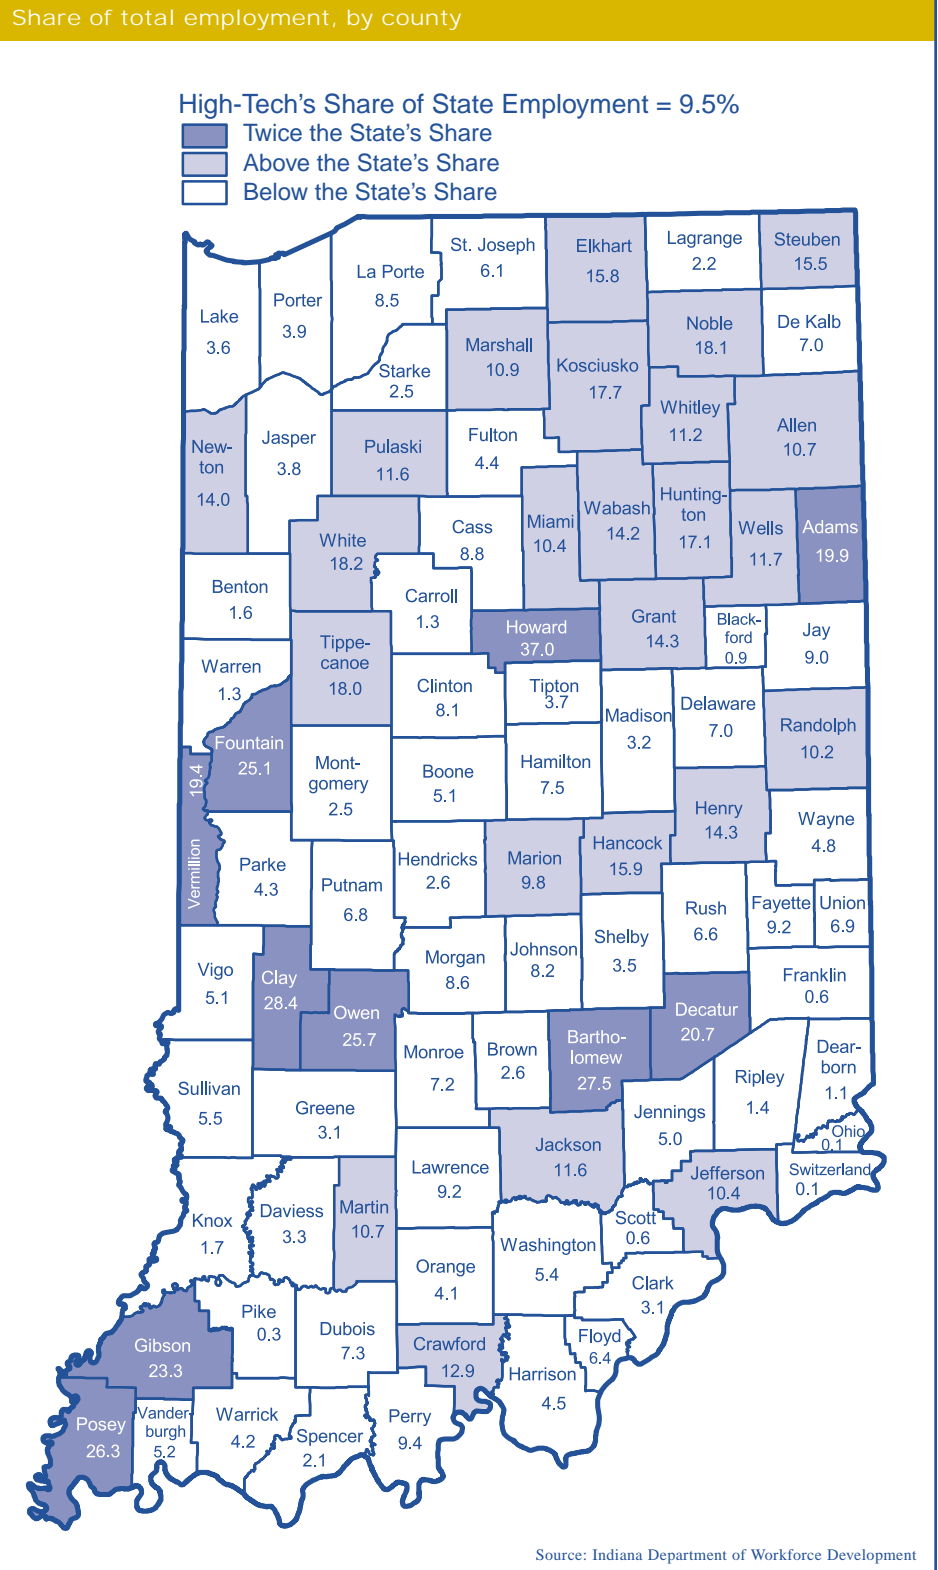 Share of total employment, by county
High-Tech's Share of State Employment = 9.5%
Twice the State's Share
Above the State's Share
Below the State's Share
St. Joseph
6.1
Elkhart
15.8
Lagrange
2.2
Steuben
15.5
La Porte
8.5
Porter
3.9
Lake
3.6
Noble
18.1
De Kalb
7.0
Marshall
10.9
Starke
2.5
Kosciusko
17.7
Whitley
11.2
Allen
10.7
New-
ton
14.0
Jasper
3.8
Pulaski
11.6
Fulton
4.4
White
18.2
Cass
8.8
Miami
10.4
Wabash
14.2
Hunting-
ton
17.1
Wells
11.7
Adams
19.9
Benton
1.6
Carroll
1.3
Howard
37.0
Grant
14.3
Black-
ford
0.9
Jay
9.0
Warren
1.3
Tippe-
canoe
18.0
Clinton
8.1
Tipton
3.7
Madison
3.2
Delaware
7.0
Randolph
10.2
Fountain
25.1
Vermillion
19.4
Mont-
gomery
2.5
Boone
5.1
Hamilton
7.5
Henry
14.3
Wayne
4.8
Parke
4.3
Putnam
6.8
Hendricks
2.6
Marion
9.8
Hancock
15.9
Rush
6.6
Fayette
9.2
Union
6.9
Vigo
5.1
Clay
28.4
Owen
25.7
Morgan
8.6
Johnson
8.2
Shelby
3.5
Decatur
20.7
Franklin
0.6
Sullivan
5.5
Greene
3.1
Monroe
7.2
Brown
2.6
Bartho-
lomew
27.5
Jennings
5.0
Ripley
1.4
Dear-
born
1.1
Ohio
0.1
Switzerland
0.1
Knox
1.7
Daviess
3.3
Martin
10.7
Lawrence
9.2
Jackson
11.6
Jefferson
10.4
Scott
0.6
Washington
5.4
Orange
4.1
Clark
3.1
Floyd
6.4
Harrison
4.5
Crawford
12.9
Dubois
7.3
Pike
0.3
Gibson
23.3
Posey
26.3
Vander-
burgh
5.2
Warrick
4.2
Spencer
2.1
Perry
9.4
Source: Indiana Department of Workforce Development